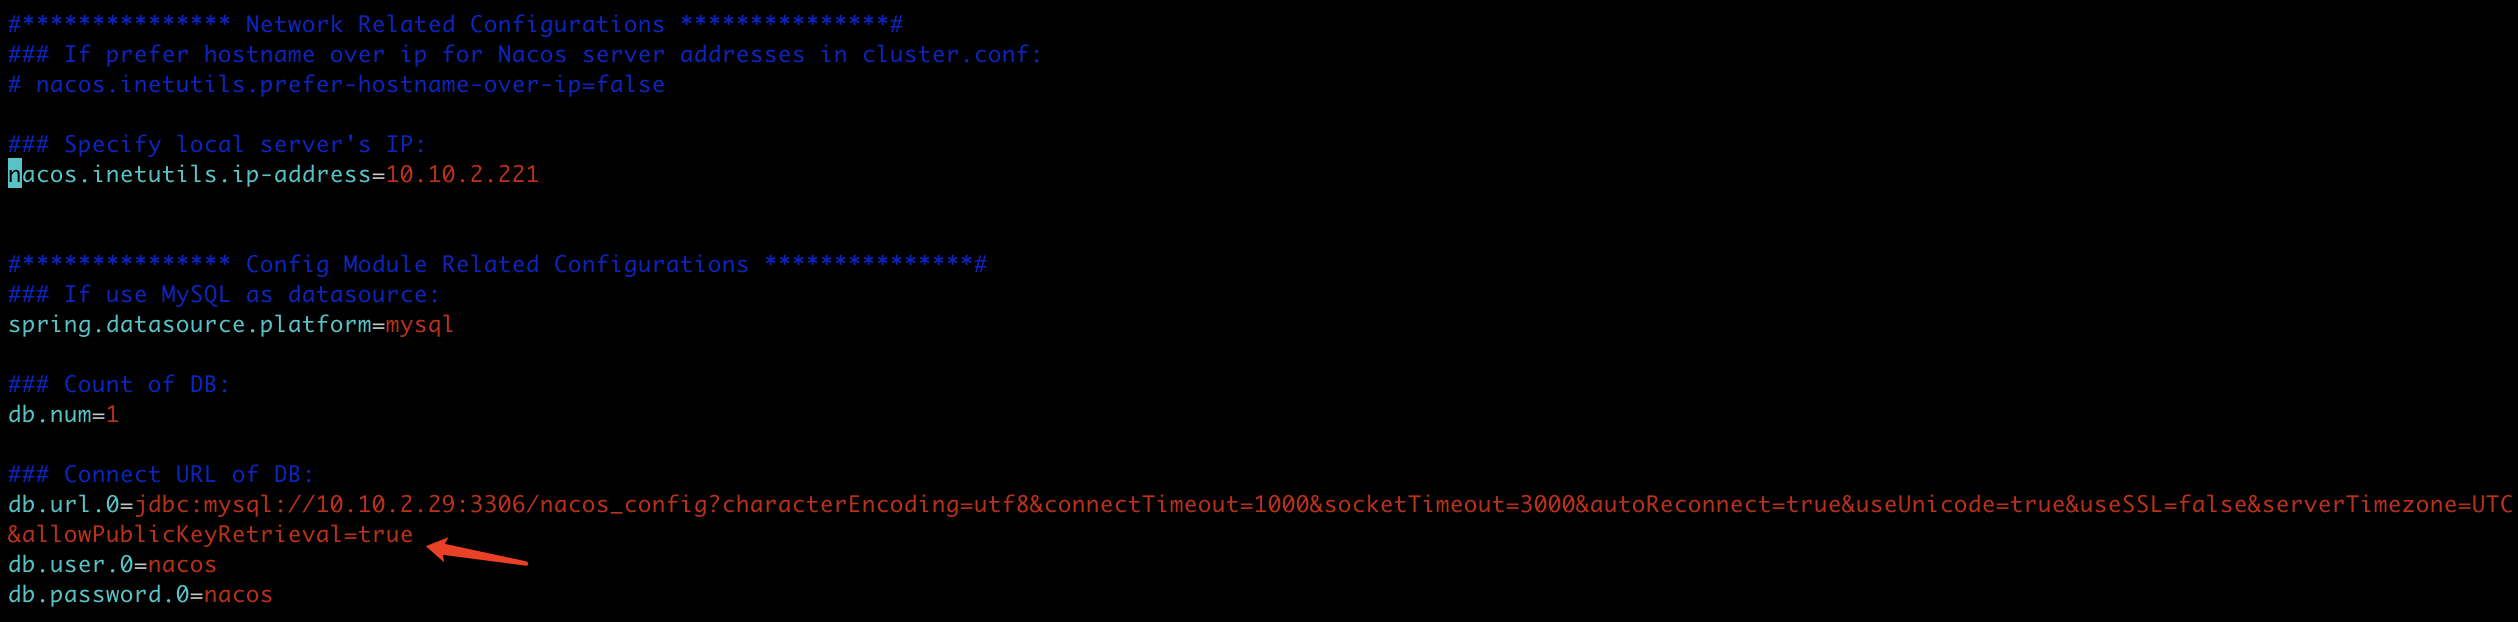 #*************** Network Related Configurations ***************#
### If prefer hostname over ip for Nacos server addresses in cluster.conf:
# nacos.inetutils.prefer-hostname-over-ip=false
### Specify local server's IP:
nacos.inetutils.ip-address=10.10.2.221
#*************** Config Module Related Configurations ***************#
### If use MySQL as datasource:
spring.datasource.platform=mysql
### Count of DB:
db.num=1
### Connect URL of DB:
db.url.0=jdbc:mysql://10.10.2.29:3306/nacos_config?characterEncoding=utf8&connectTimeout=1000&socketTimeout=3000&autoReconnect=true&useUnicode=true&useSSL=false&serverTimezone=UTC
&allowPublicKeyRetrieval=true
db.user.0=nacos
db.password.0=nacos